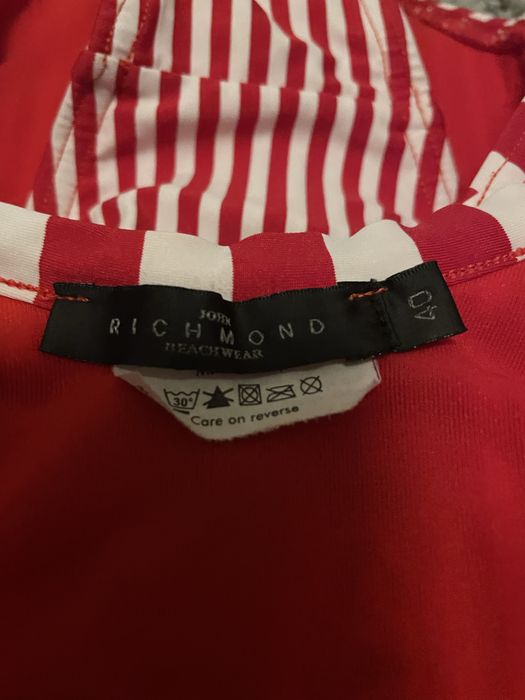 JOHN
RICHMOND
BEACHWEAR
40
30°
Care on reverse